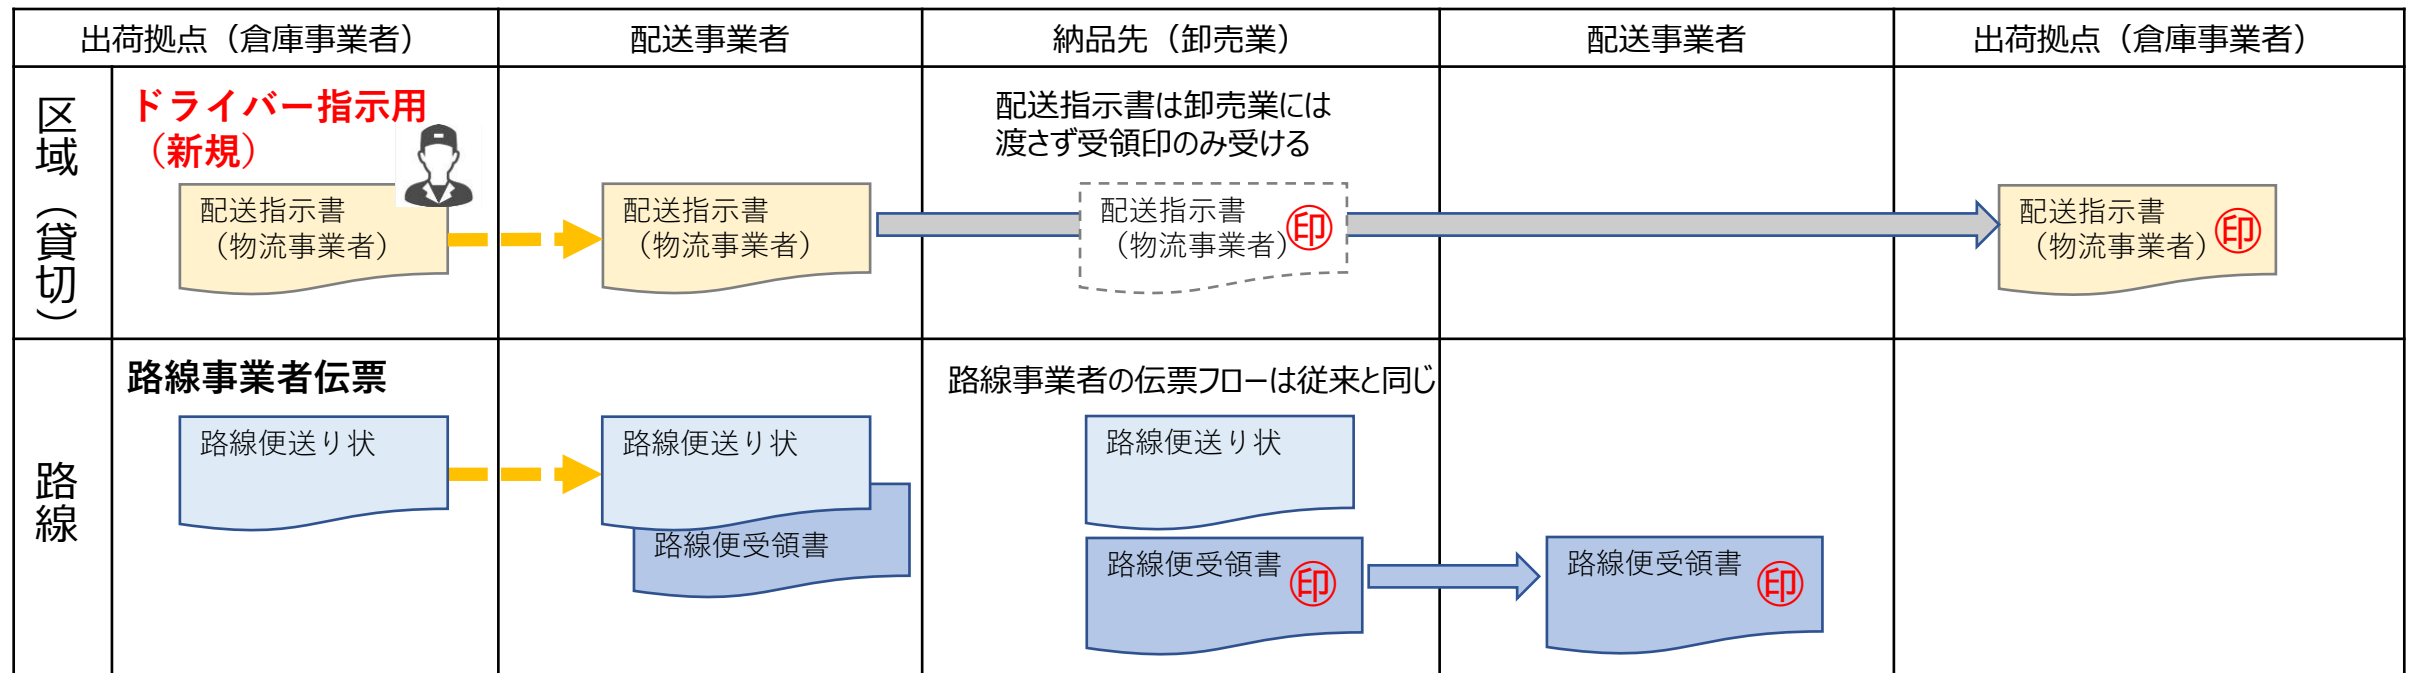 出荷拠点（倉庫事業者）
配送事業者
納品先（卸売業）
配送事業者
出荷拠点（倉庫事業者）
区域（貸切）
ドライバー指示用
（新規）
配送指示書
（物流事業者）
配送指示書
（物流事業者）
配送指示書は卸売業には
渡さず受領印のみ受ける
配送指示書
（物流事業者）
印
配送指示書
（物流事業者）
印
路線
路線事業者伝票
路線便送り状
路線便送り状
路線便受領書
路線事業者の伝票フローは従来と同じ
路線便送り状
路線便受領書
印
路線便受領書
印